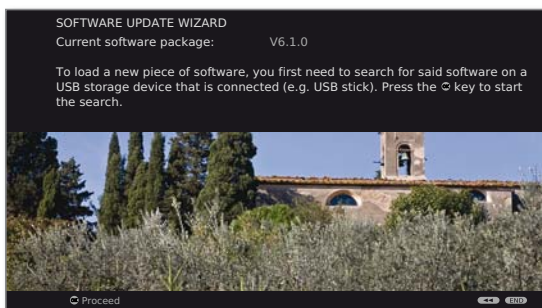 SOFTWARE UPDATE WIZARD
Current software package: V6.1.0
To load a new piece of software, you first need to search for said software on a
USB storage device that is connected (e.g. USB stick). Press the key to start
the search.
Proceed
END